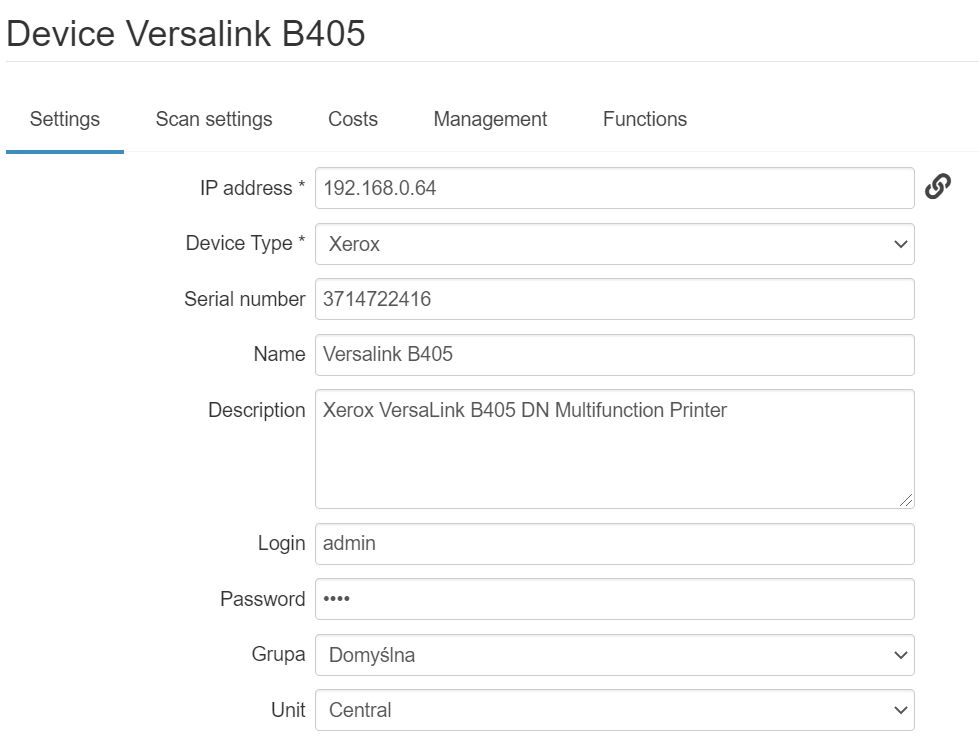 Device Versalink B405
Settings Scan settings Costs Management Functions
IP address * 192.168.0.64
Device Type * Xerox
Serial number 3714722416
Name Versalink B405
Description Xerox VersaLink B405 DN Multifunction Printer
Login admin
Password ••••
Grupa Domyślna
Unit Central